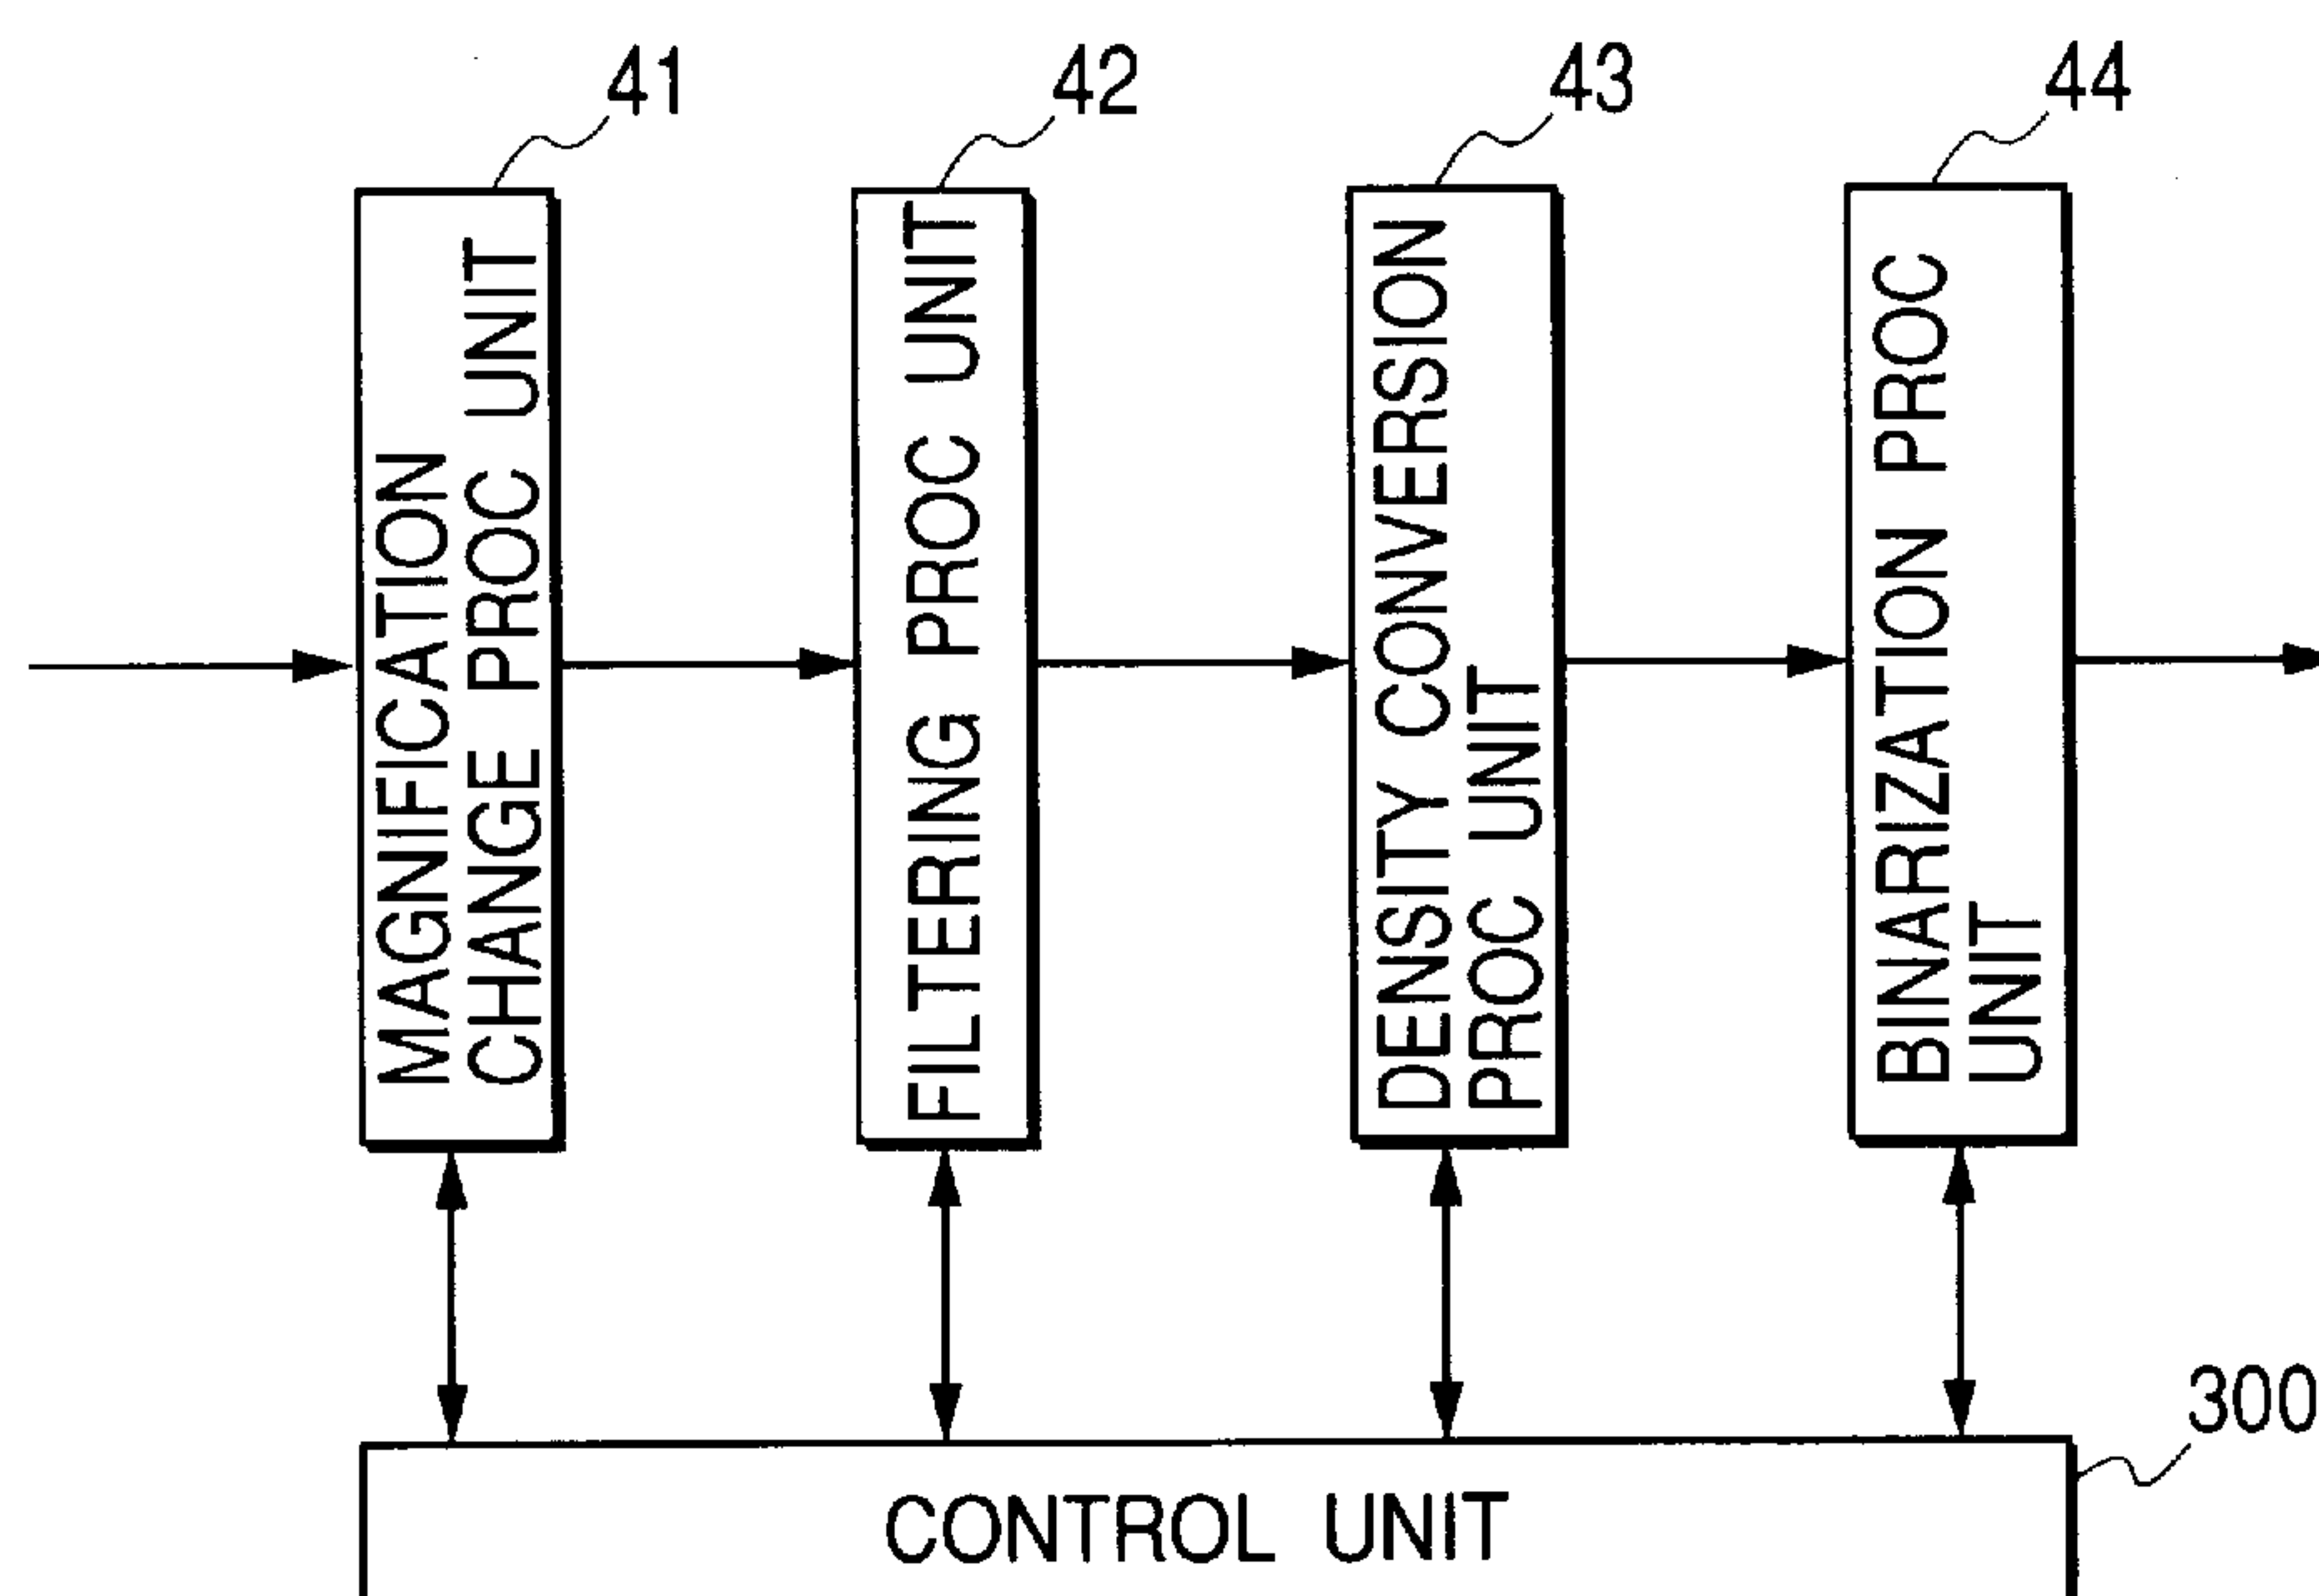 41
42
43
44
MAGNIFICATION
CHANGE PROC UNIT
FILTERING PROC UNIT
DENSITY CONVERSION
PROC UNIT
BINARIZATION PROC
UNIT
300
CONTROL UNIT